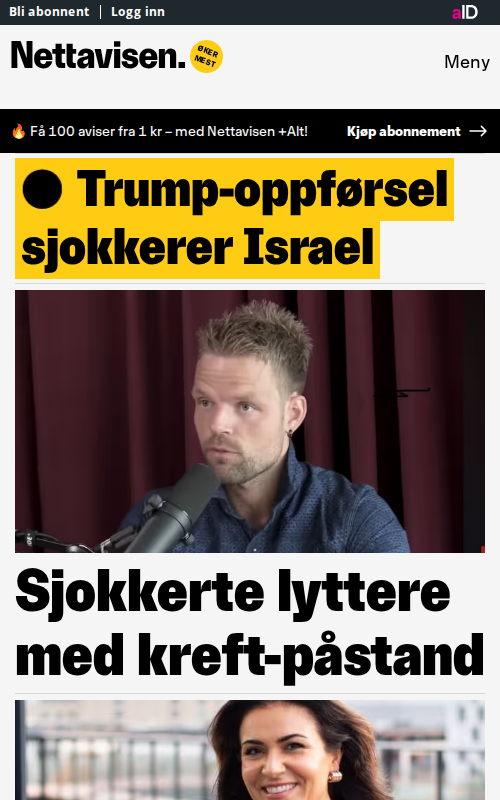 Bli abonnent | Logg inn
aID
Nettavisen.
ØKER
MEST
Meny
🔥 Få 100 aviser fra 1 kr – med Nettavisen +Alt!
Kjøp abonnement →
● Trump-oppførsel
sjokkerer Israel
Sjokkerte lyttere
med kreft-påstand